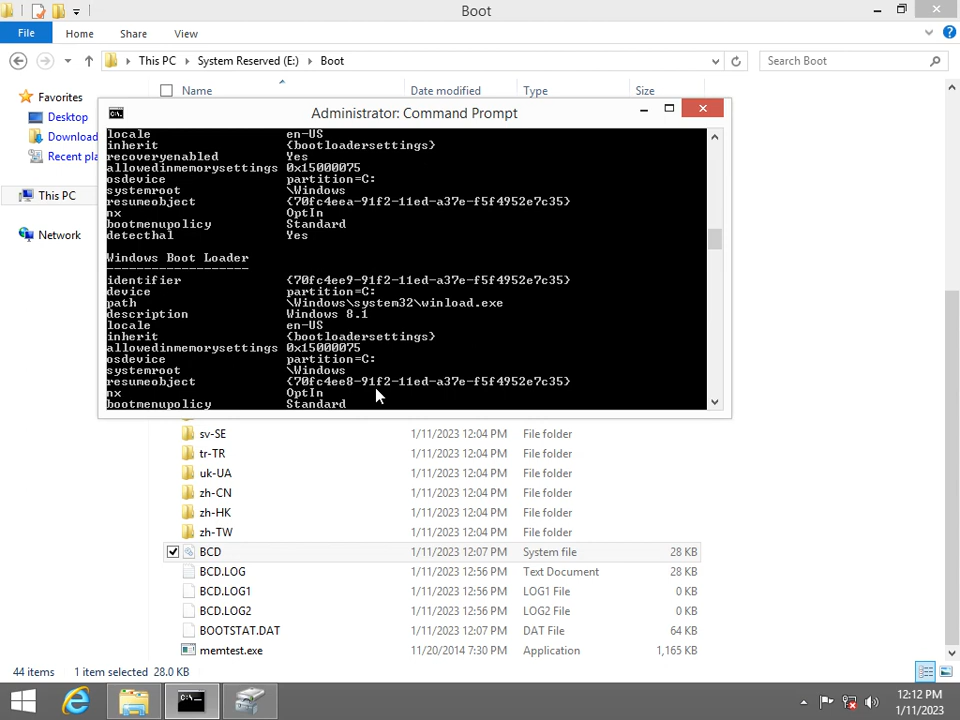 Boot
File
Home
Share
View
This PC
System Reserved (E:)
Boot
Search Boot
Name
Date modified
Type
Size
Favorites
Desktop
Download
Recent pla
This PC
Network
Administrator: Command Prompt
locale en-US
inherit {bootloadersettings}
recoveryenabled Yes
allowedinmemorysettings 0x15000075
osdevice partition=C:
systemroot \Windows
resumeobject {70fc4eea-91f2-11ed-a37e-f5f4952e7c35}
nx OptIn
bootmenupolicy Standard
detecthal Yes
Windows Boot Loader
-------------------
identifier {70fc4ee9-91f2-11ed-a37e-f5f4952e7c35}
device partition=C:
path \Windows\system32\winload.exe
description Windows 8.1
locale en-US
inherit {bootloadersettings}
allowedinmemorysettings 0x15000075
osdevice partition=C:
systemroot \Windows
resumeobject {70fc4ee8-91f2-11ed-a37e-f5f4952e7c35}
nx OptIn
bootmenupolicy Standard
sv-SE 1/11/2023 12:04 PM File folder
tr-TR 1/11/2023 12:04 PM File folder
uk-UA 1/11/2023 12:04 PM File folder
zh-CN 1/11/2023 12:04 PM File folder
zh-HK 1/11/2023 12:04 PM File folder
zh-TW 1/11/2023 12:04 PM File folder
BCD 1/11/2023 12:07 PM System file 28 KB
BCD.LOG 1/11/2023 12:56 PM Text Document 28 KB
BCD.LOG1 1/11/2023 12:56 PM LOG1 File 0 KB
BCD.LOG2 1/11/2023 12:56 PM LOG2 File 0 KB
BOOTSTAT.DAT 1/11/2023 12:07 PM DAT File 64 KB
memtest.exe 11/20/2014 7:30 PM Application 1,165 KB
44 items 1 item selected 28.0 KB
12:12 PM
1/11/2023